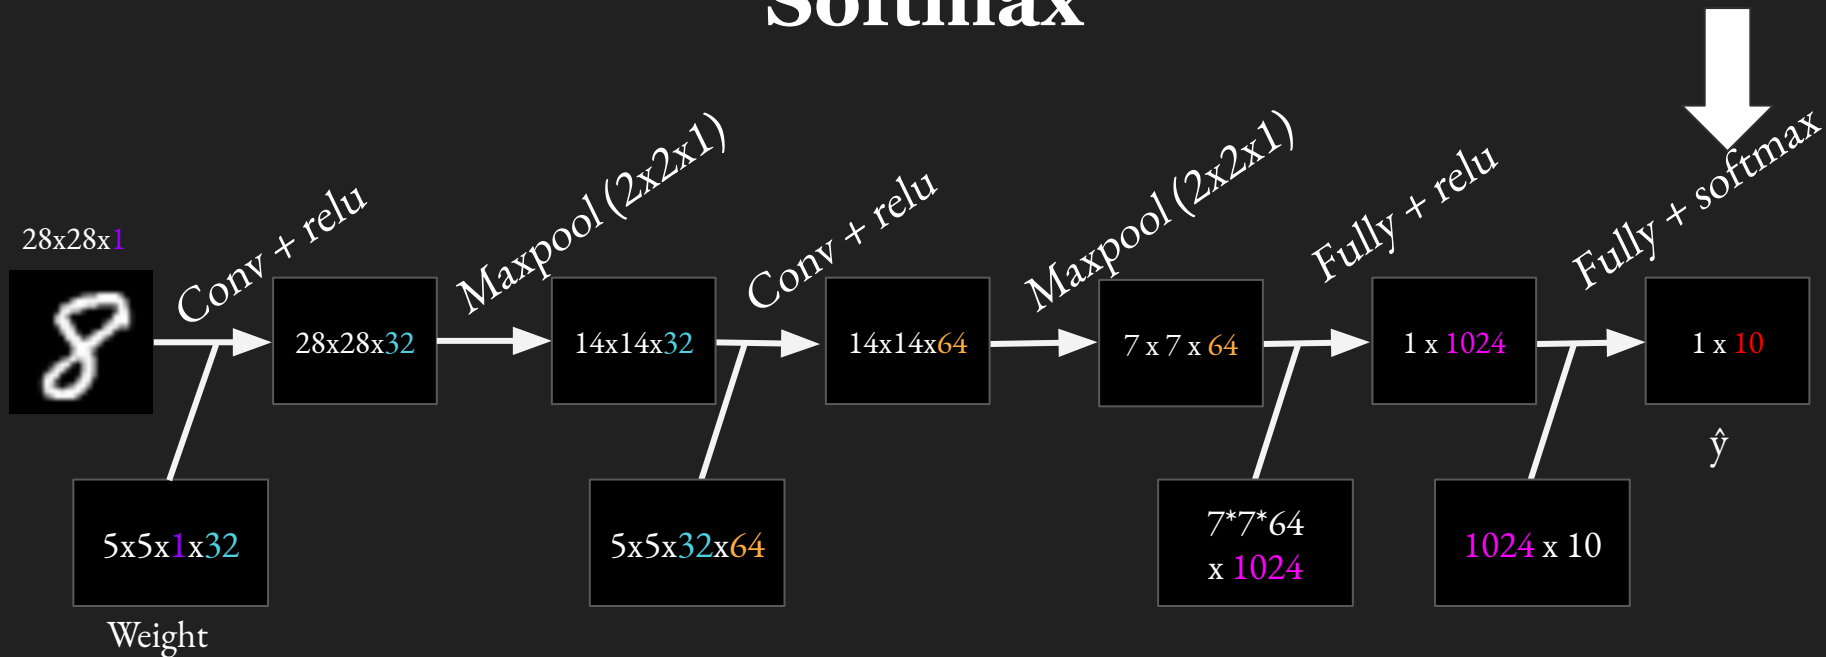 Softmax
28x28x1
Conv + relu
Maxpool (2x2x1)
Conv + relu
Maxpool (2x2x1)
Fully + relu
Fully + softmax
8
28x28x32
14x14x32
14x14x64
7 x 7 x 64
1 x 1024
1 x 10
ŷ
5x5x1x32
5x5x32x64
7*7*64
x 1024
1024 x 10
Weight